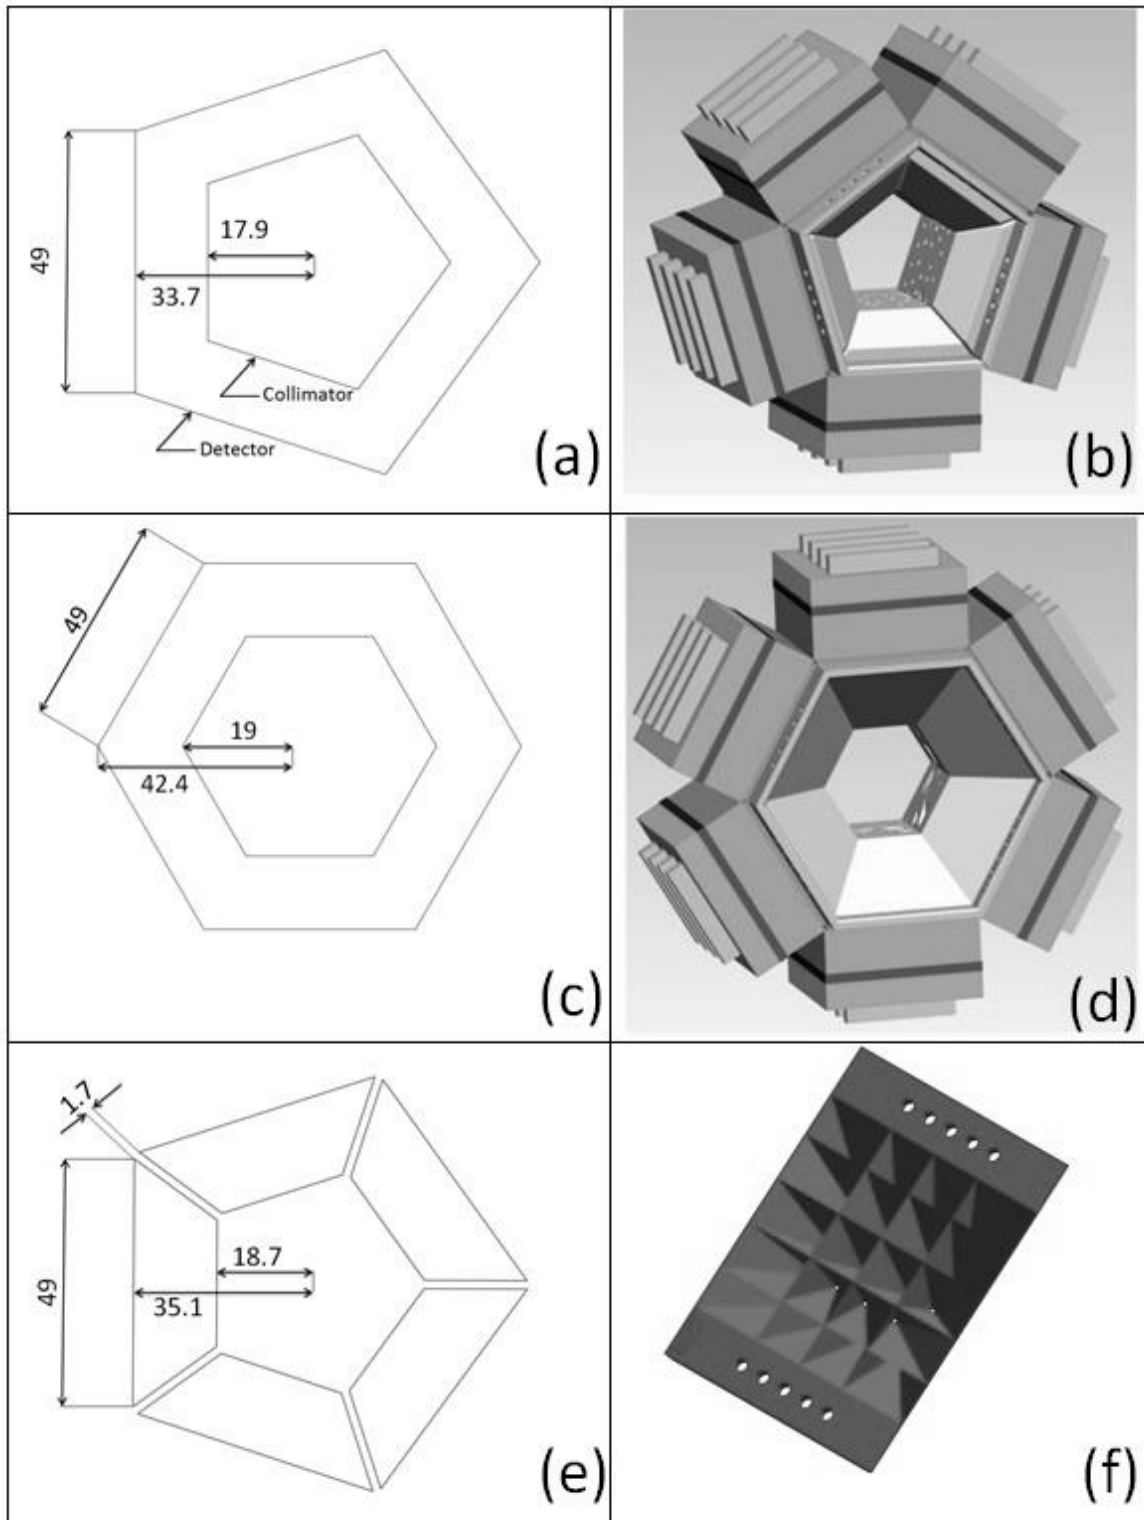 49
17.9
33.7
Collimator
Detector
(a)
(b)
49
19
42.4
(c)
(d)
1.7
49
18.7
35.1
(e)
(f)